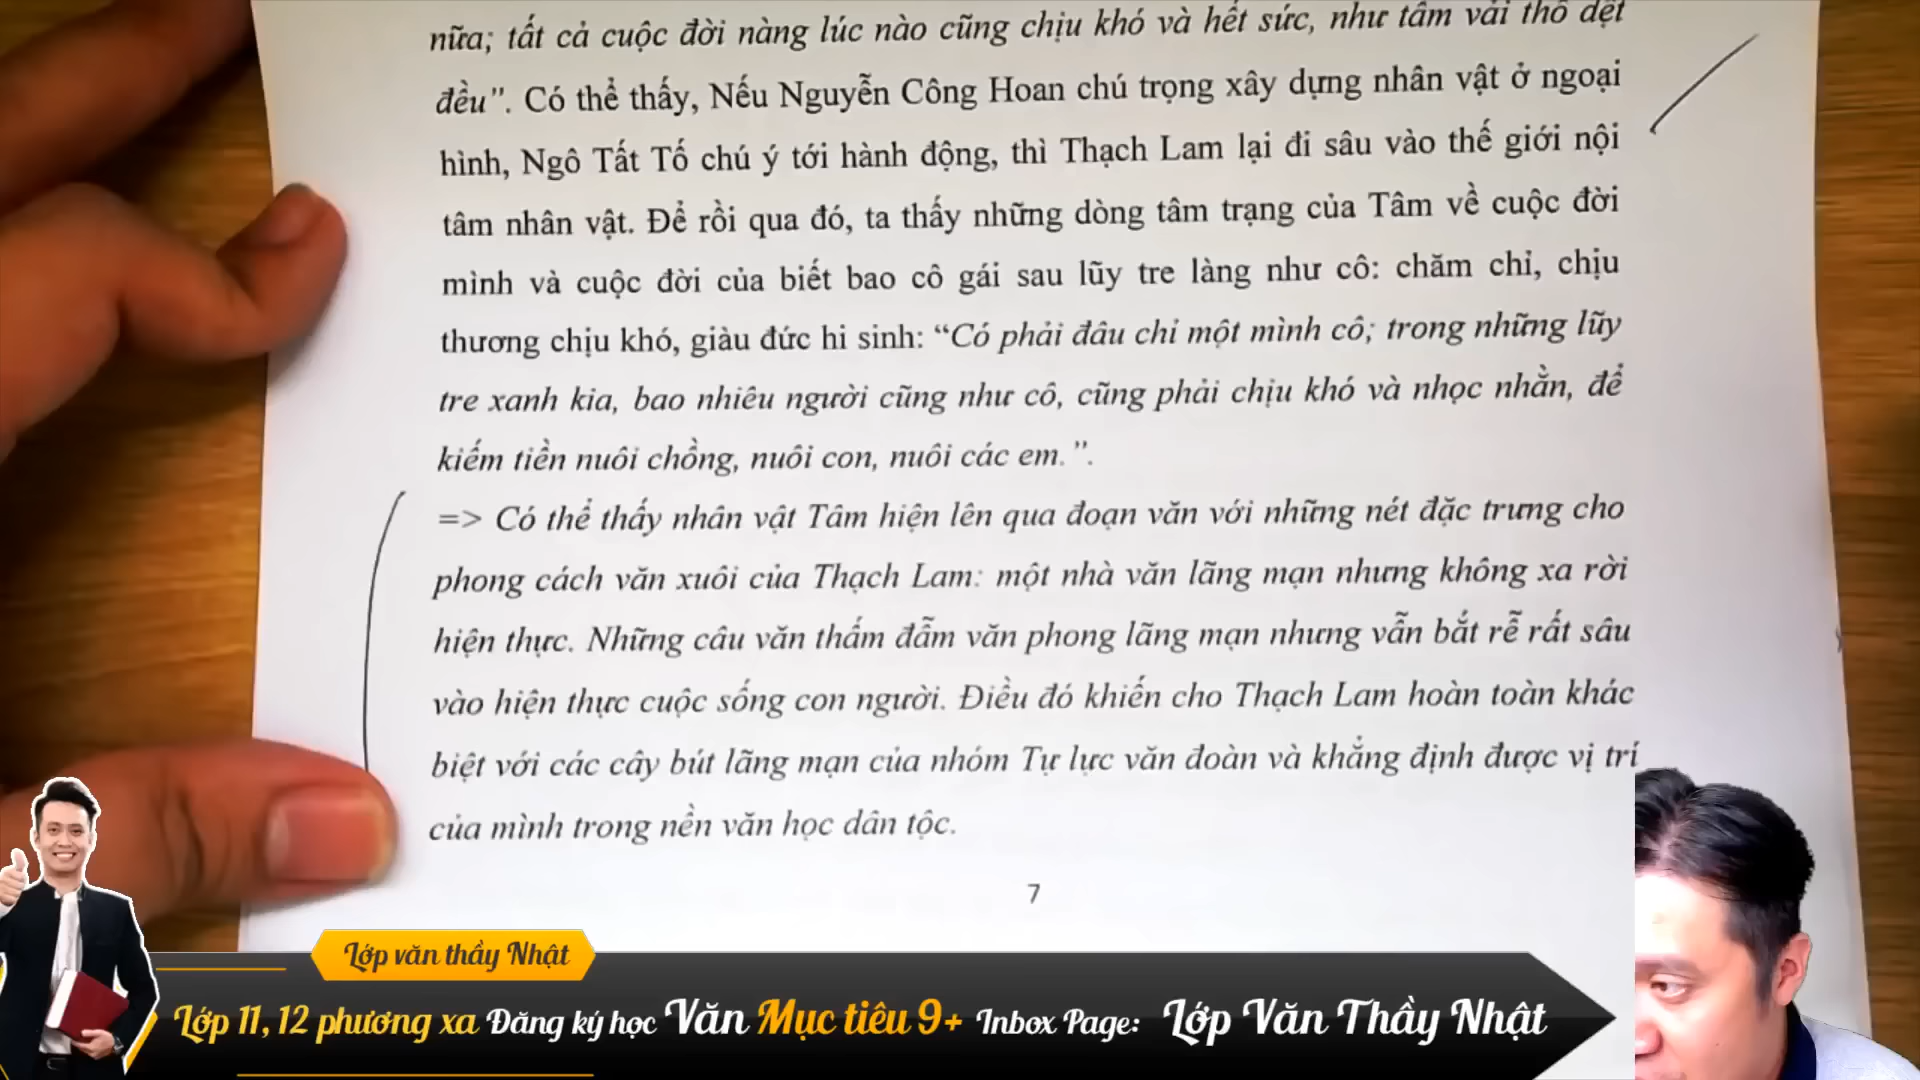 nữa; tất cả cuộc đời nàng lúc nào cũng chịu khó và hết sức, như tấm vải thô dệt
đều”. Có thể thấy, Nếu Nguyễn Công Hoan chú trọng xây dựng nhân vật ở ngoại
hình, Ngô Tất Tố chú ý tới hành động, thì Thạch Lam lại đi sâu vào thế giới nội
tâm nhân vật. Để rồi qua đó, ta thấy những dòng tâm trạng của Tâm về cuộc đời
mình và cuộc đời của biết bao cô gái sau lũy tre làng như cô: chăm chỉ, chịu
thương chịu khó, giàu đức hi sinh: “Có phải đâu chỉ một mình cô; trong những lũy
tre xanh kia, bao nhiêu người cũng như cô, cũng phải chịu khó và nhọc nhằn, để
kiếm tiền nuôi chồng, nuôi con, nuôi các em.”.
=> Có thể thấy nhân vật Tâm hiện lên qua đoạn văn với những nét đặc trưng cho
phong cách văn xuôi của Thạch Lam: một nhà văn lãng mạn nhưng không xa rời
hiện thực. Những câu văn thấm đẫm văn phong lãng mạn nhưng vẫn bắt rễ rất sâu
vào hiện thực cuộc sống con người. Điều đó khiến cho Thạch Lam hoàn toàn khác
biệt với các cây bút lãng mạn của nhóm Tự lực văn đoàn và khẳng định được vị trí
của mình trong nền văn học dân tộc.
7
Lớp văn thầy Nhật
Lớp 11, 12 phương xa Đăng ký học Văn Mục tiêu 9+ Inbox Page: Lớp Văn Thầy Nhật